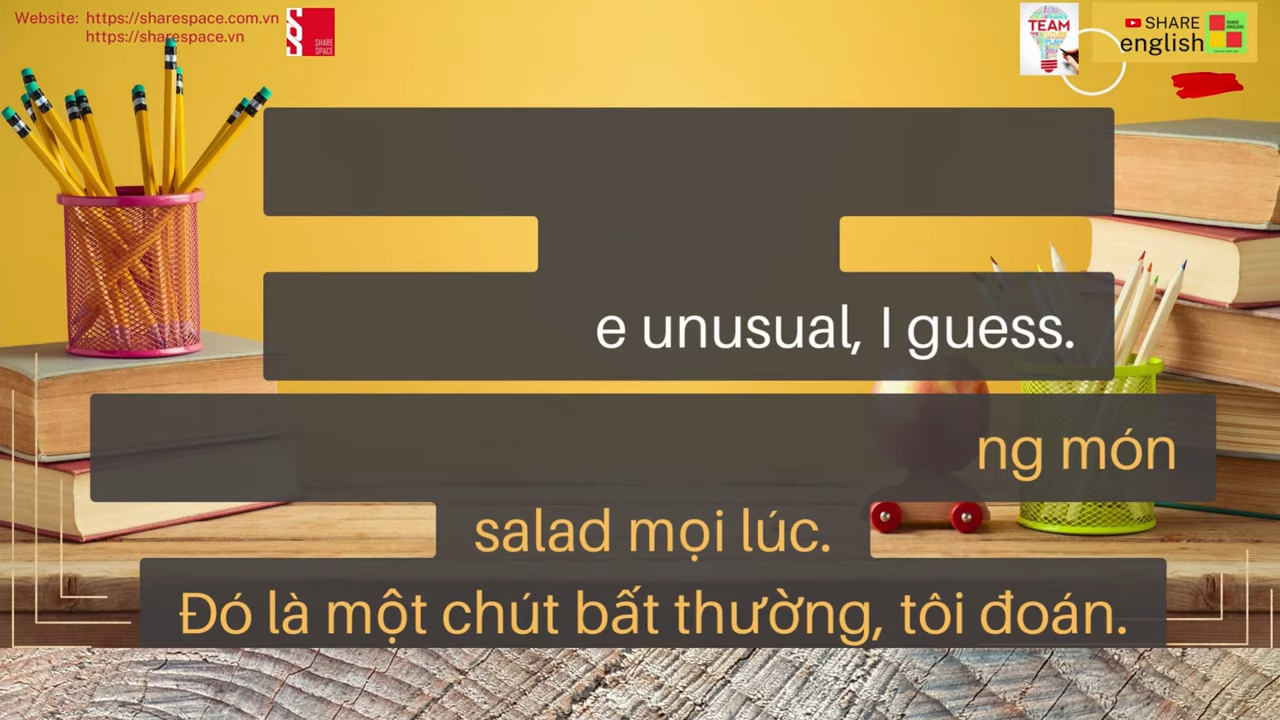 Website: https://sharespace.com.vn
https://sharespace.vn
SHARE
SPACE
TEAM
PLAN
SHARE
english
e unusual, I guess.
ng món
salad mọi lúc.
Đó là một chút bất thường, tôi đoán.